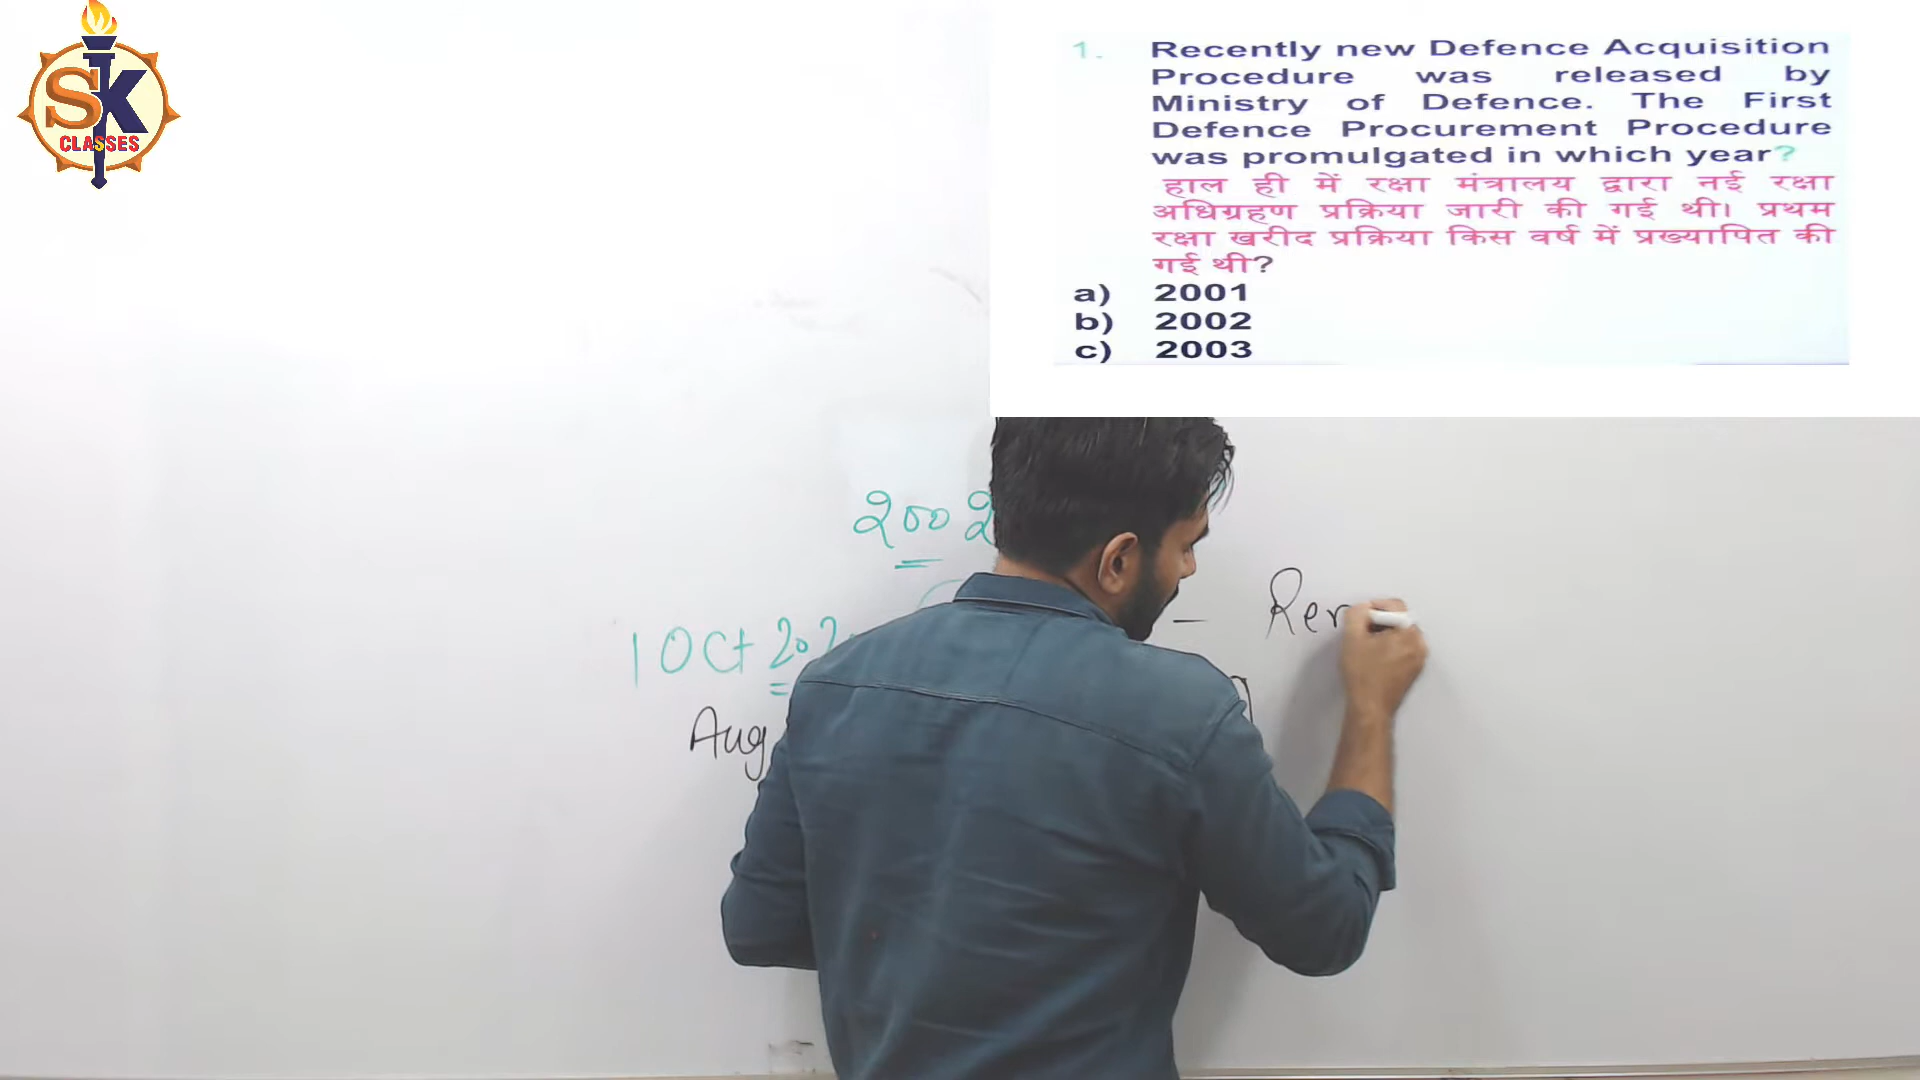 SK
CLASSES
1. Recently new Defence Acquisition
Procedure was released by
Ministry of Defence. The First
Defence Procurement Procedure
was promulgated in which year?
हाल ही में रक्षा मंत्रालय द्वारा नई रक्षा
अधिग्रहण प्रक्रिया जारी की गई थी। प्रथम
रक्षा खरीद प्रक्रिया किस वर्ष में प्रख्यापित की
गई थी?
a) 2001
b) 2002
c) 2003
2002
– Rer
1 Oct 202
Aug